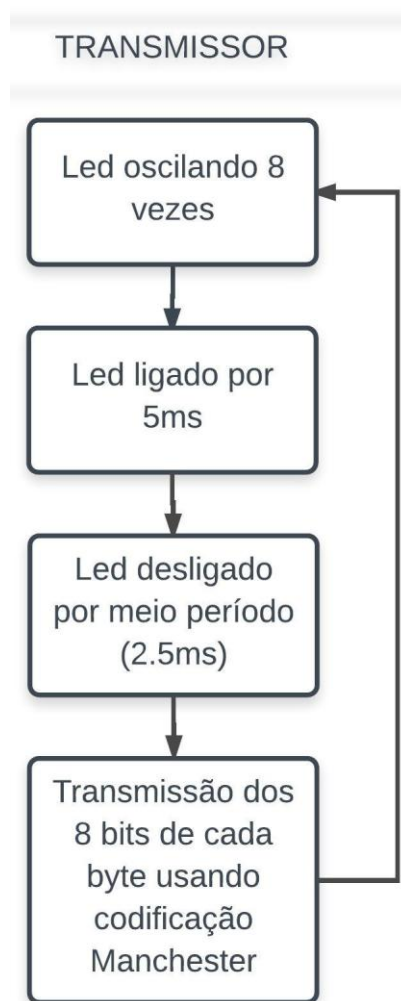 TRANSMISSOR
Led oscilando 8
vezes
Led ligado por
5ms
Led desligado
por meio período
(2.5ms)
Transmissão dos
8 bits de cada
byte usando
codificação
Manchester